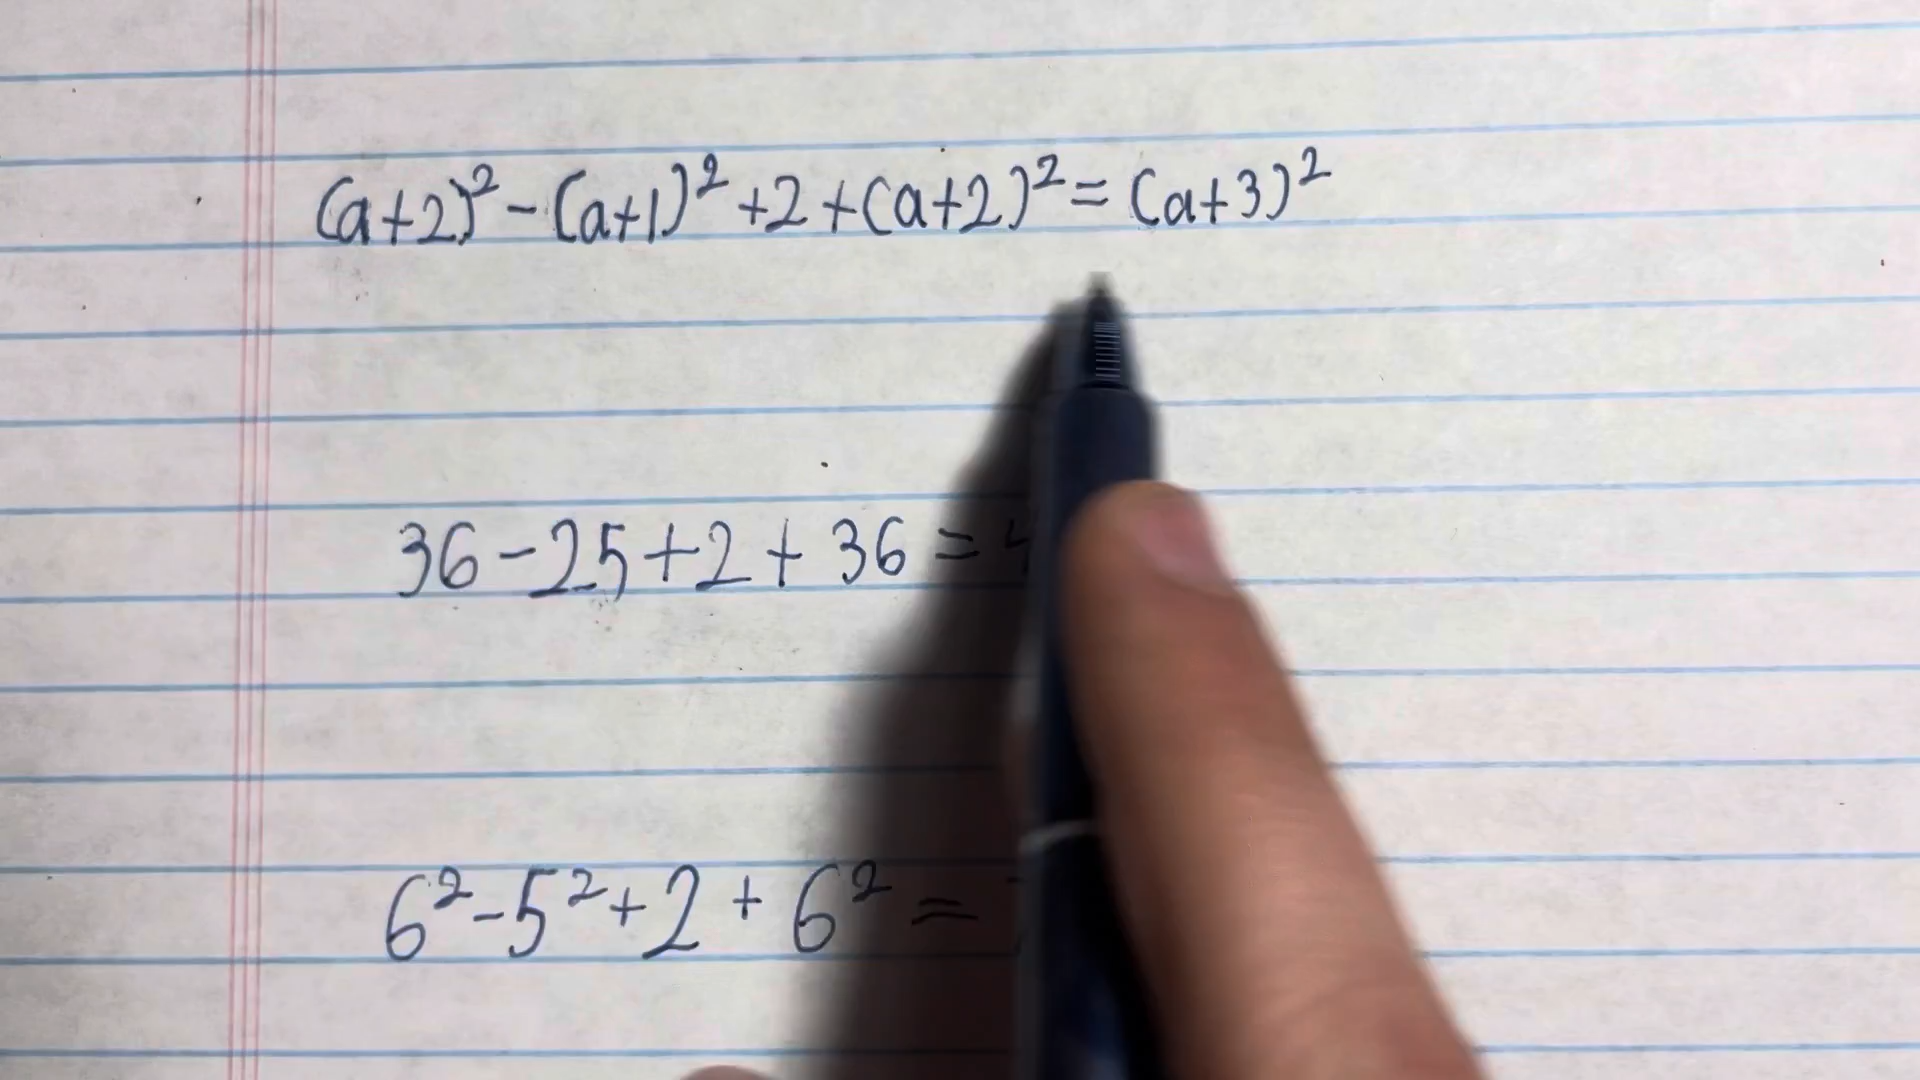 (a+2)² - (a+1)² + 2 + (a+2)² = (a+3)²
36 - 25 + 2 + 36 =
6² - 5² + 2 + 6² =